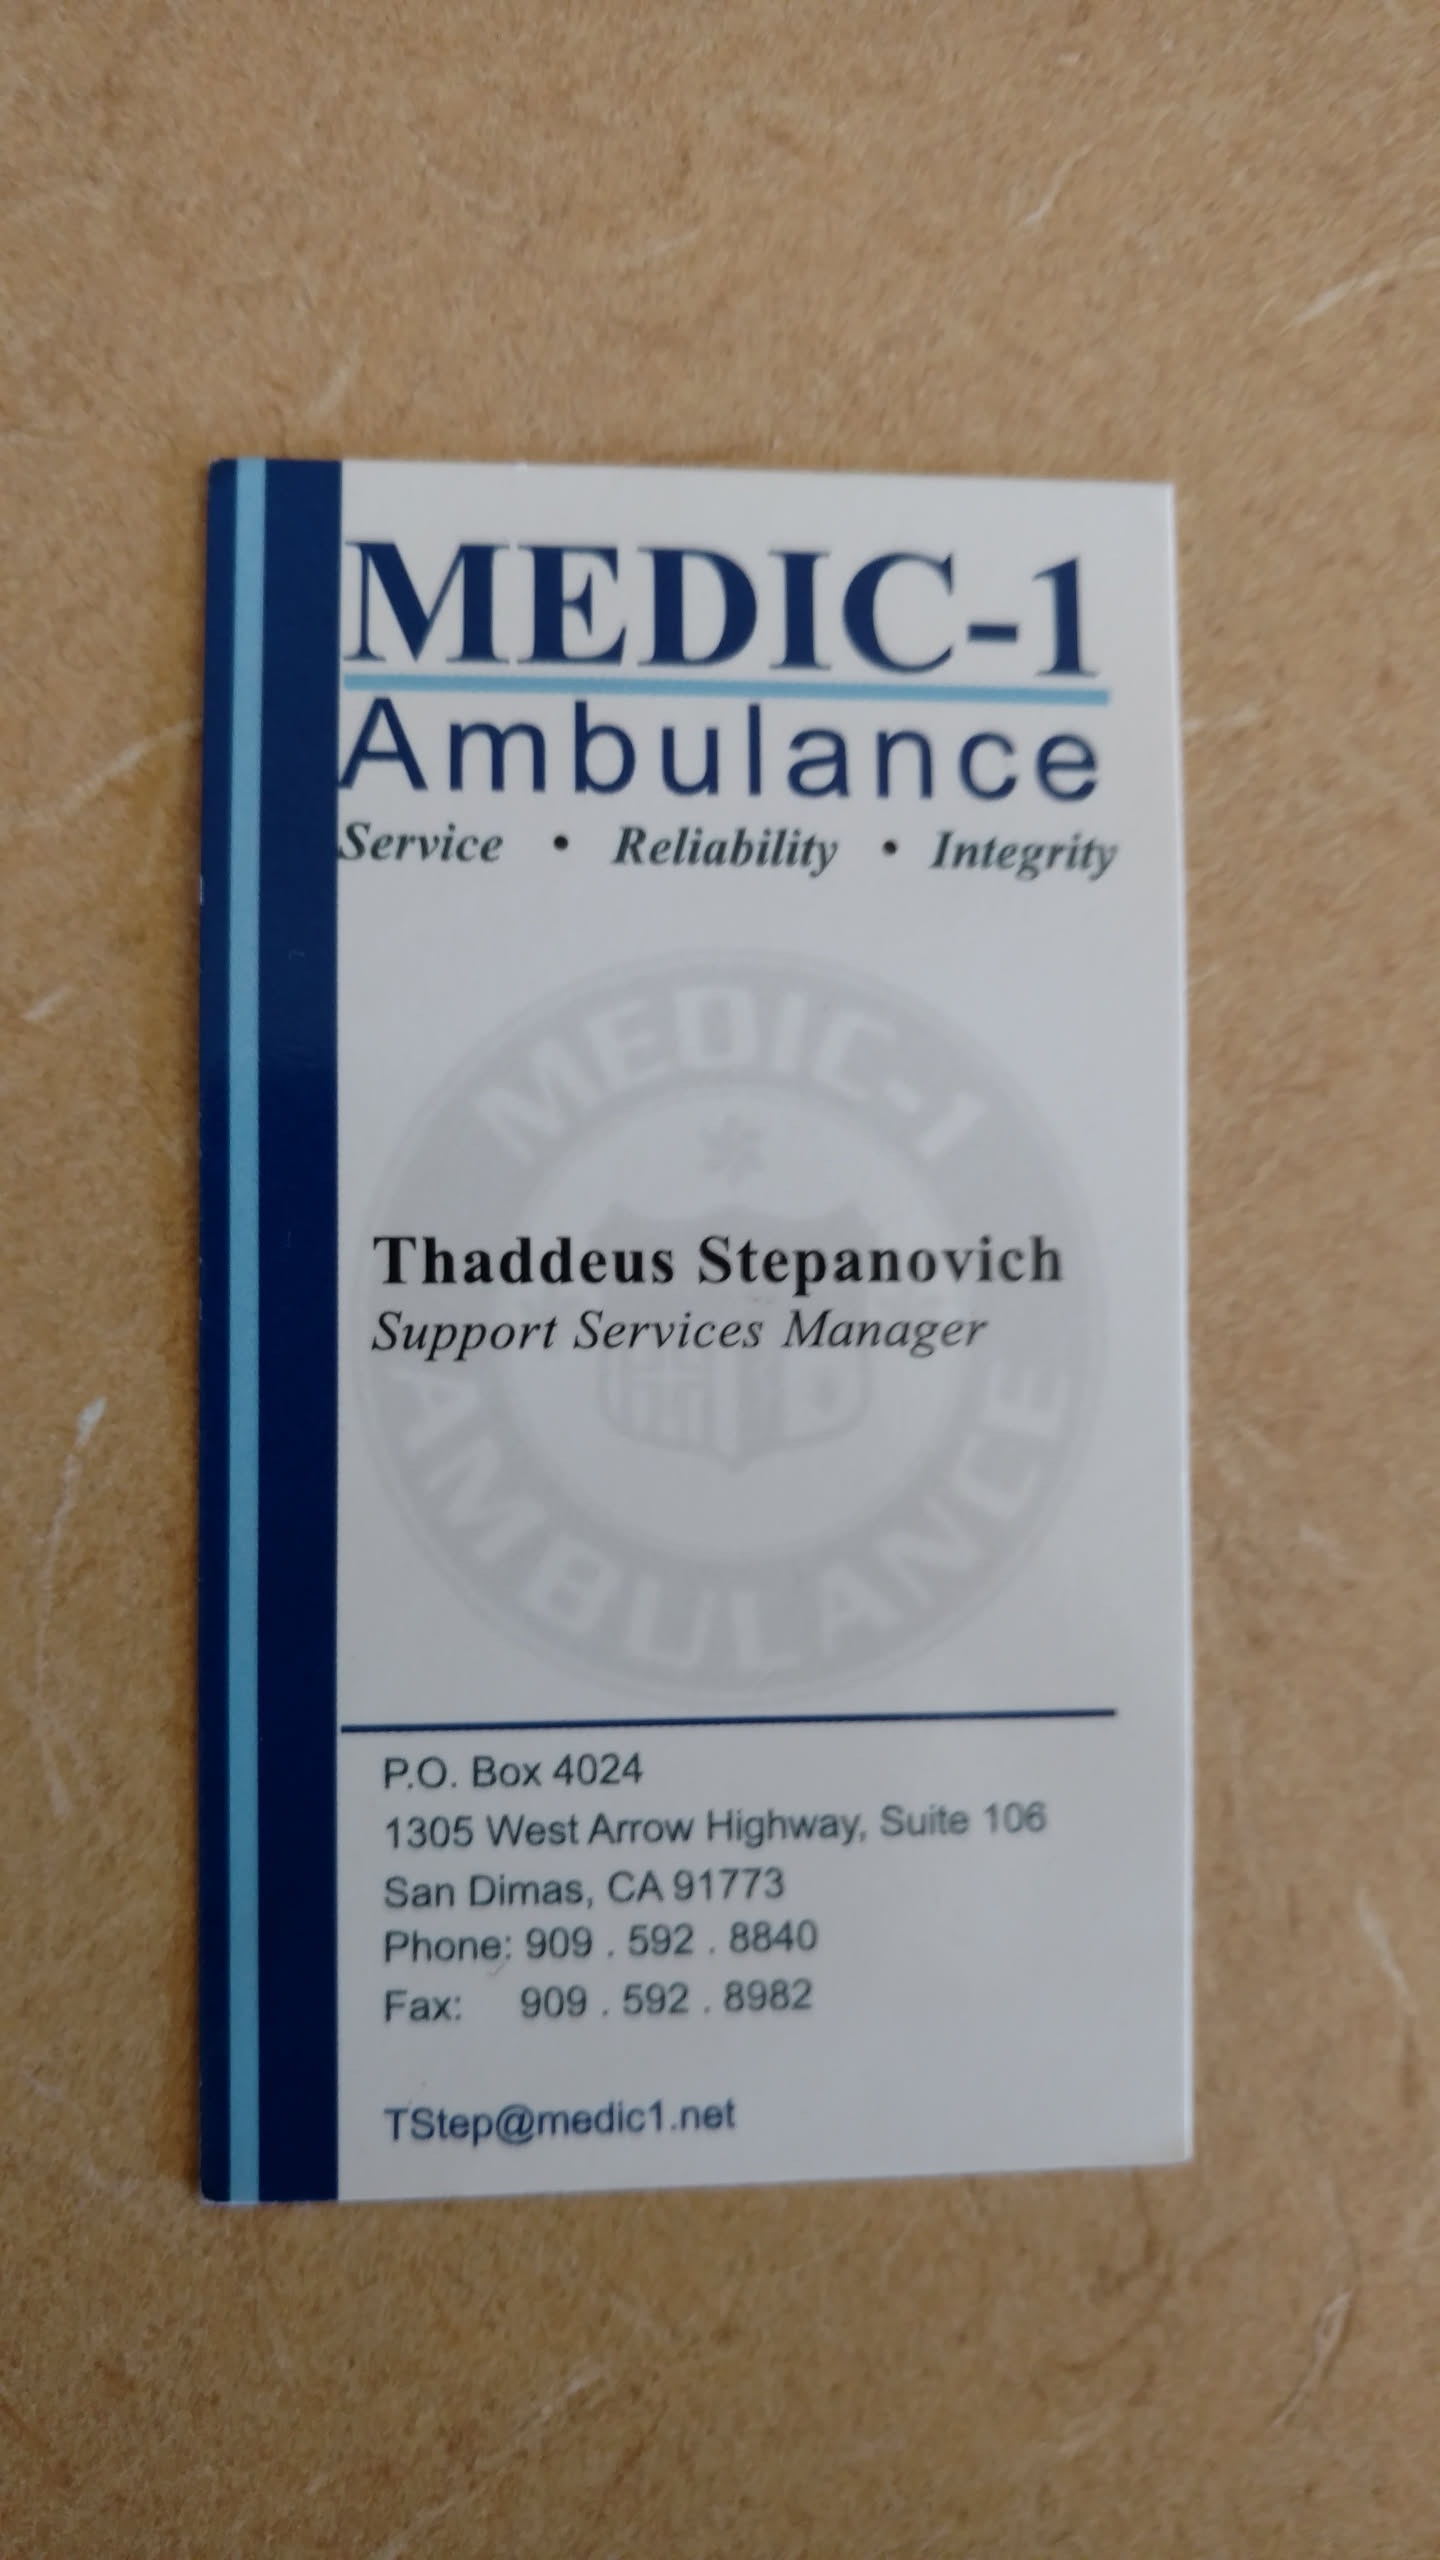 MEDIC-1
Ambulance
Service • Reliability • Integrity
MEDIC-1
Thaddeus Stepanovich
Support Services Manager
AMBULANCE
P.O. Box 4024
1305 West Arrow Highway, Suite 106
San Dimas, CA 91773
Phone: 909 . 592 . 8840
Fax: 909 . 592 . 8982
TStep@medic1.net